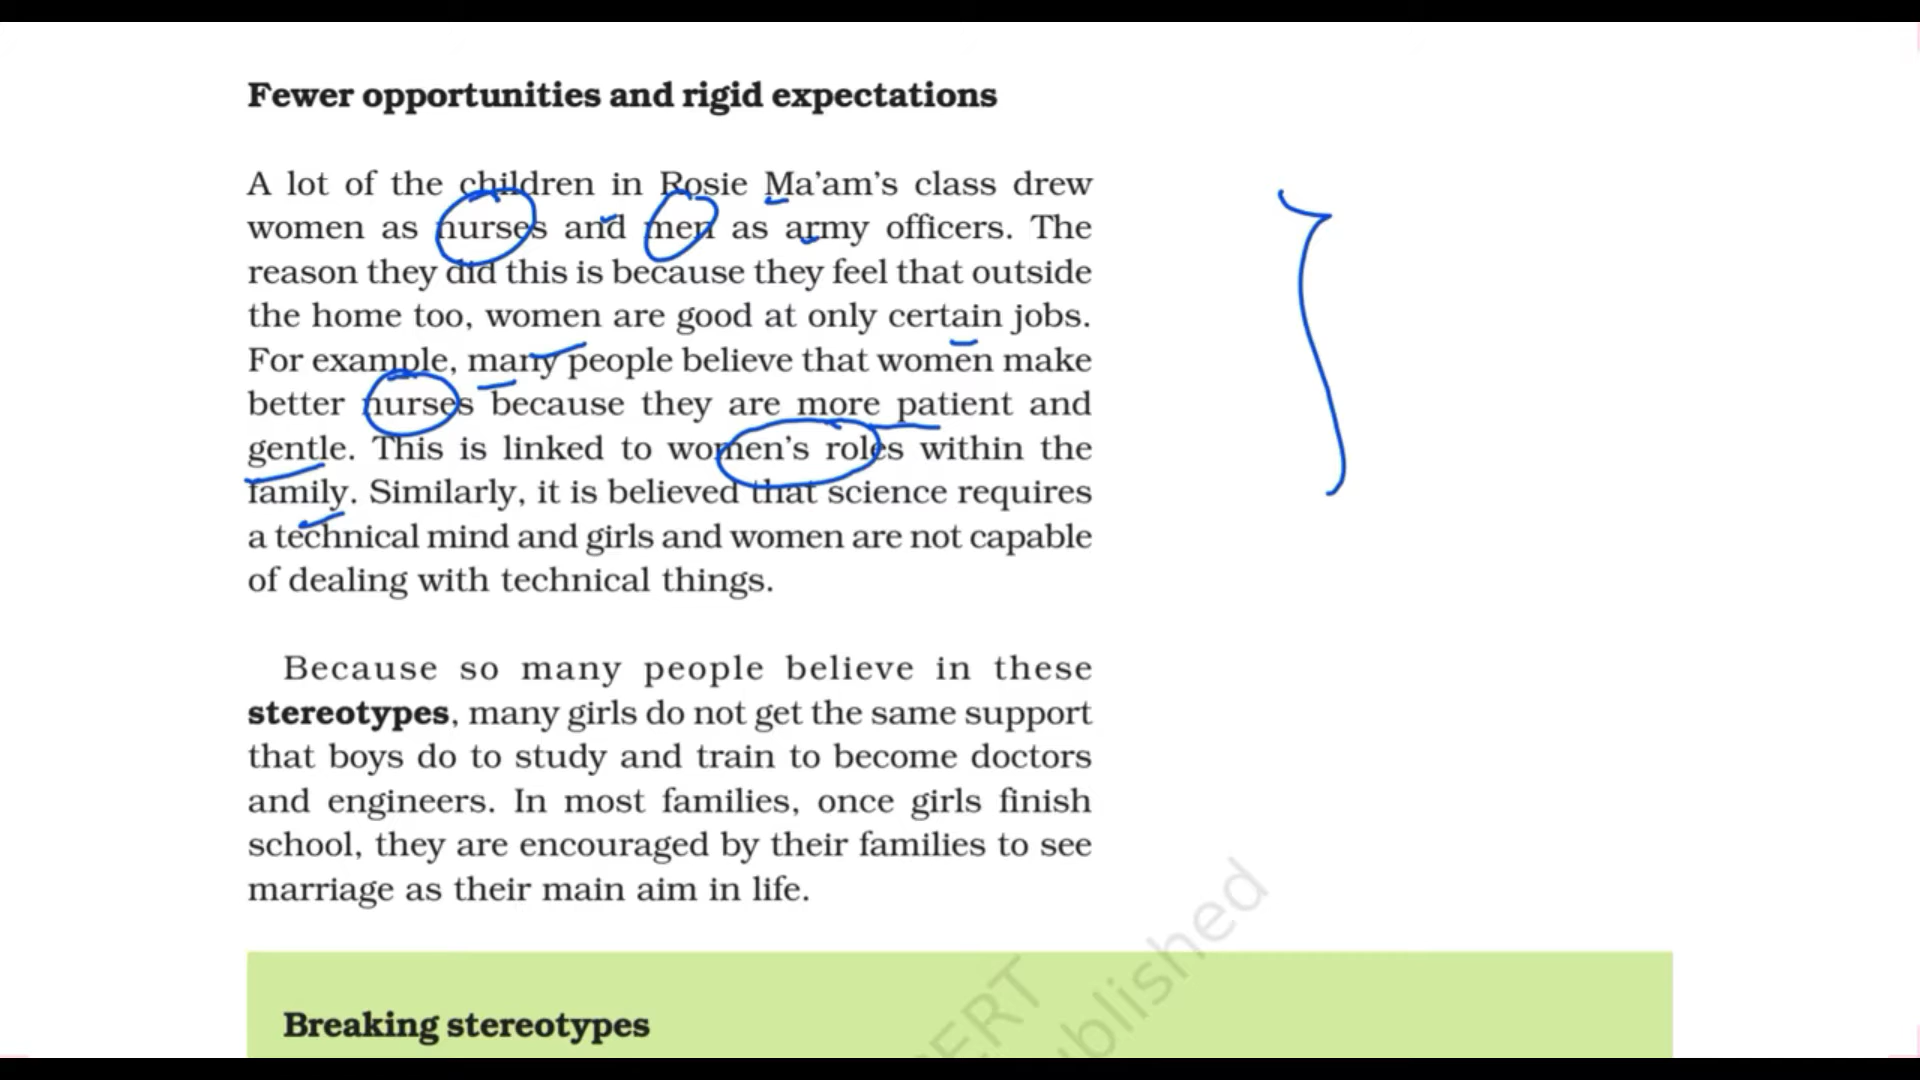 Fewer opportunities and rigid expectations
A lot of the children in Rosie Ma'am's class drew
women as nurses and men as army officers. The
reason they did this is because they feel that outside
the home too, women are good at only certain jobs.
For example, many people believe that women make
better nurses because they are more patient and
gentle. This is linked to women's roles within the
family. Similarly, it is believed that science requires
a technical mind and girls and women are not capable
of dealing with technical things.
Because so many people believe in these
stereotypes, many girls do not get the same support
that boys do to study and train to become doctors
and engineers. In most families, once girls finish
school, they are encouraged by their families to see
marriage as their main aim in life.
Breaking stereotypes